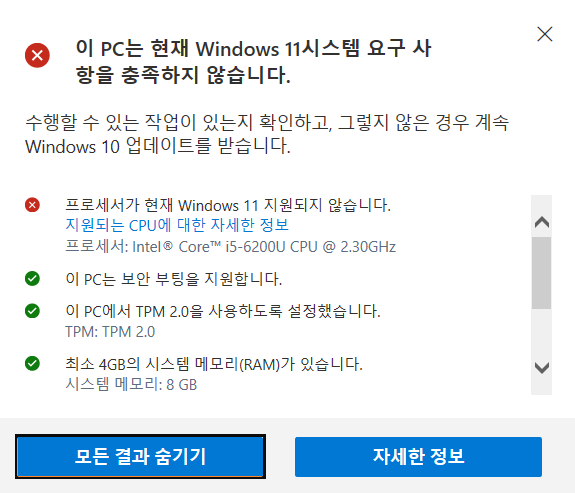 이 PC는 현재 Windows 11시스템 요구 사
항을 충족하지 않습니다.
수행할 수 있는 작업이 있는지 확인하고, 그렇지 않은 경우 계속
Windows 10 업데이트를 받습니다.
프로세서가 현재 Windows 11 지원되지 않습니다.
지원되는 CPU에 대한 자세한 정보
프로세서: Intel® Core™ i5-6200U CPU @ 2.30GHz
이 PC는 보안 부팅을 지원합니다.
이 PC에서 TPM 2.0을 사용하도록 설정했습니다.
TPM: TPM 2.0
최소 4GB의 시스템 메모리(RAM)가 있습니다.
시스템 메모리: 8 GB
모든 결과 숨기기
자세한 정보